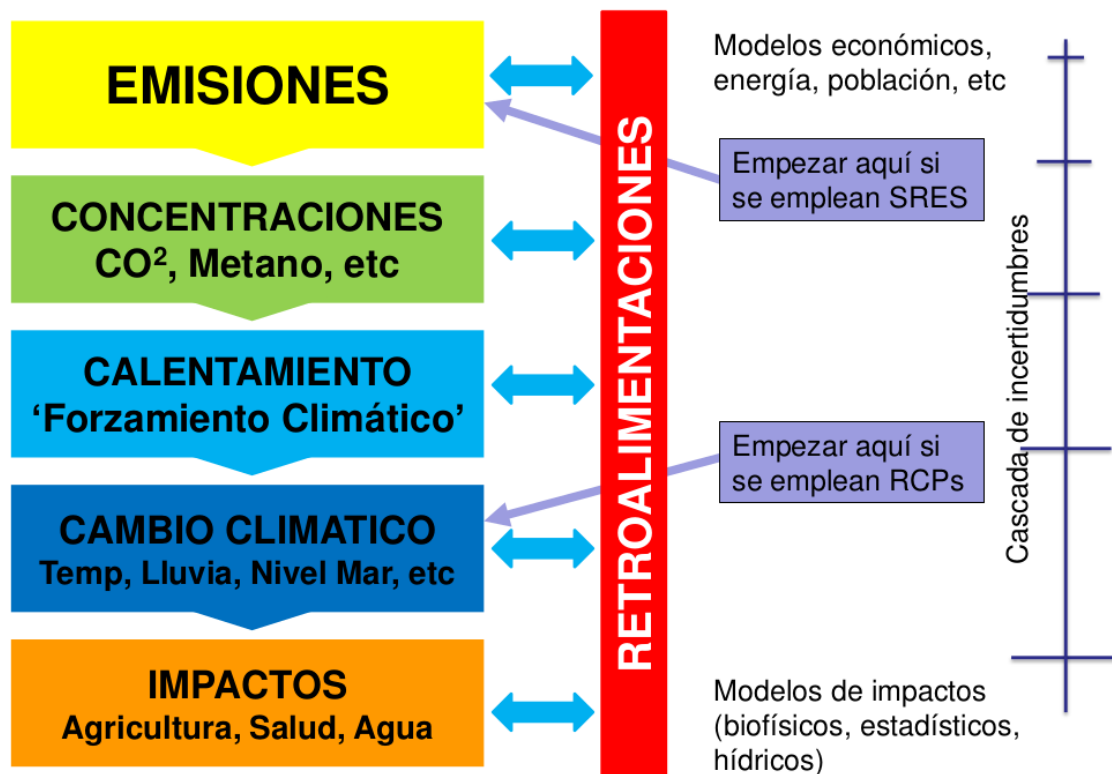 EMISIONES
CONCENTRACIONES
CO², Metano, etc
CALENTAMIENTO
‘Forzamiento Climático’
CAMBIO CLIMATICO
Temp, Lluvia, Nivel Mar, etc
IMPACTOS
Agricultura, Salud, Agua
RETROALIMENTACIONES
Modelos económicos,
energía, población, etc
Empezar aquí si
se emplean SRES
Empezar aquí si
se emplean RCPs
Modelos de impactos
(biofísicos, estadísticos,
hídricos)
Cascada de incertidumbres